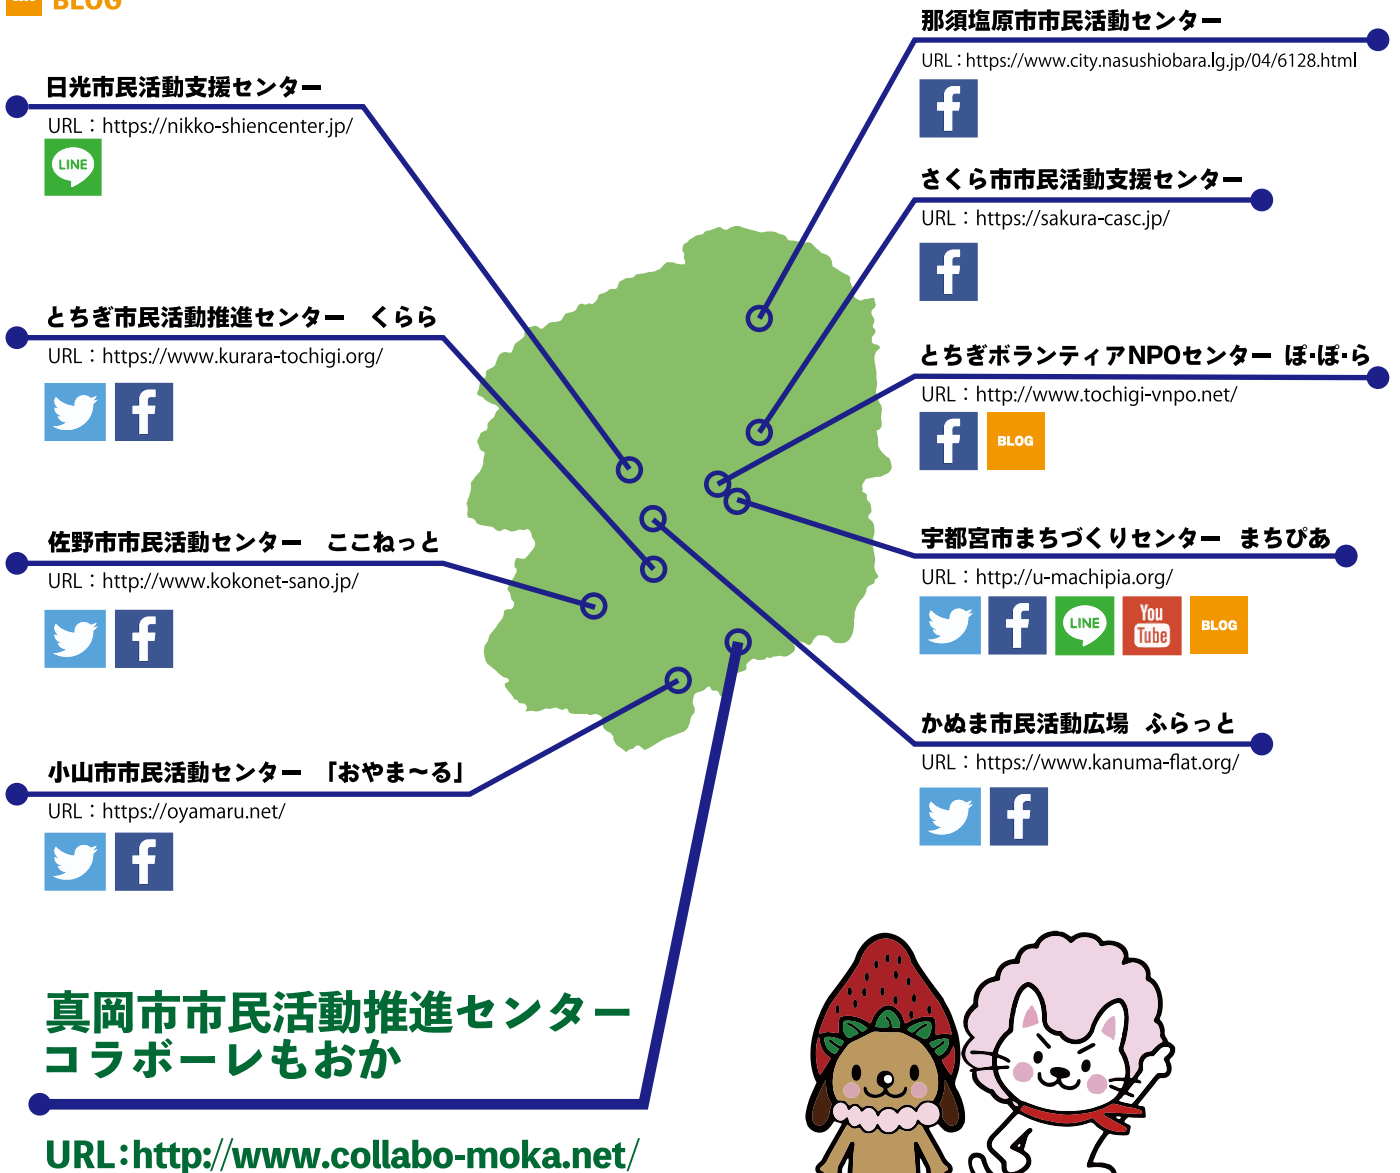 BLOG
日光市民活動支援センター
URL：https://nikko-shiencenter.jp/
LINE
とちぎ市民活動推進センター　くらら
URL：https://www.kurara-tochigi.org/
佐野市市民活動センター　ここねっと
URL：http://www.kokonet-sano.jp/
小山市市民活動センター　「おやま～る」
URL：https://oyamaru.net/
真岡市市民活動推進センター
コラボーレもおか
URL：http://www.collabo-moka.net/
那須塩原市市民活動センター
URL：https://www.city.nasushiobara.lg.jp/04/6128.html
さくら市市民活動支援センター
URL：https://sakura-casc.jp/
とちぎボランティアNPOセンター　ぽ・ぽ・ら
URL：http://www.tochigi-vnpo.net/
BLOG
宇都宮市まちづくりセンター　まちぴあ
URL：http://u-machipia.org/
LINE You Tube BLOG
かぬま市民活動広場　ふらっと
URL：https://www.kanuma-flat.org/